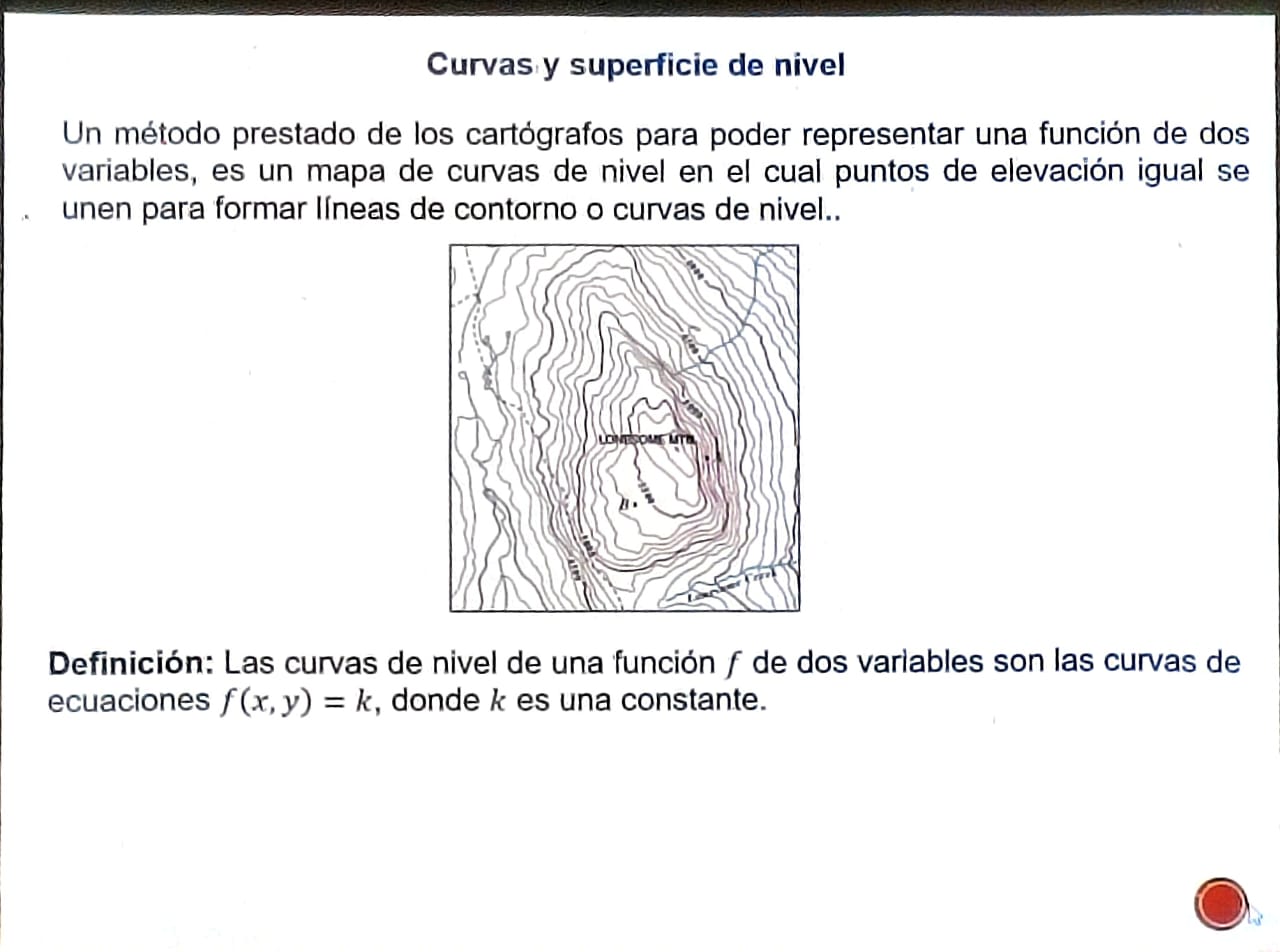 Curvas y superficie de nivel
Un método prestado de los cartógrafos para poder representar una función de dos
variables, es un mapa de curvas de nivel en el cual puntos de elevación igual se
unen para formar líneas de contorno o curvas de nivel..
LONESOME MTN.
B.
Definición: Las curvas de nivel de una función f de dos variables son las curvas de
ecuaciones f(x, y) = k, donde k es una constante.